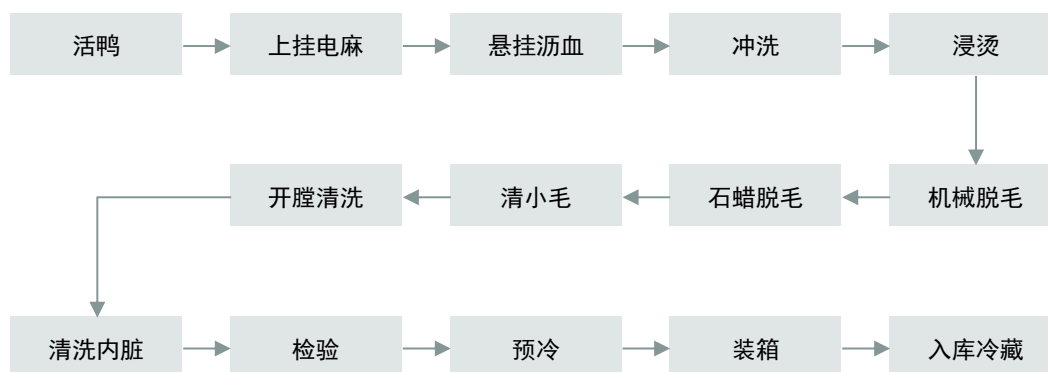 活鸭
上挂电麻
悬挂沥血
冲洗
浸烫
机械脱毛
石蜡脱毛
清小毛
开膛清洗
清洗内脏
检验
预冷
装箱
入库冷藏